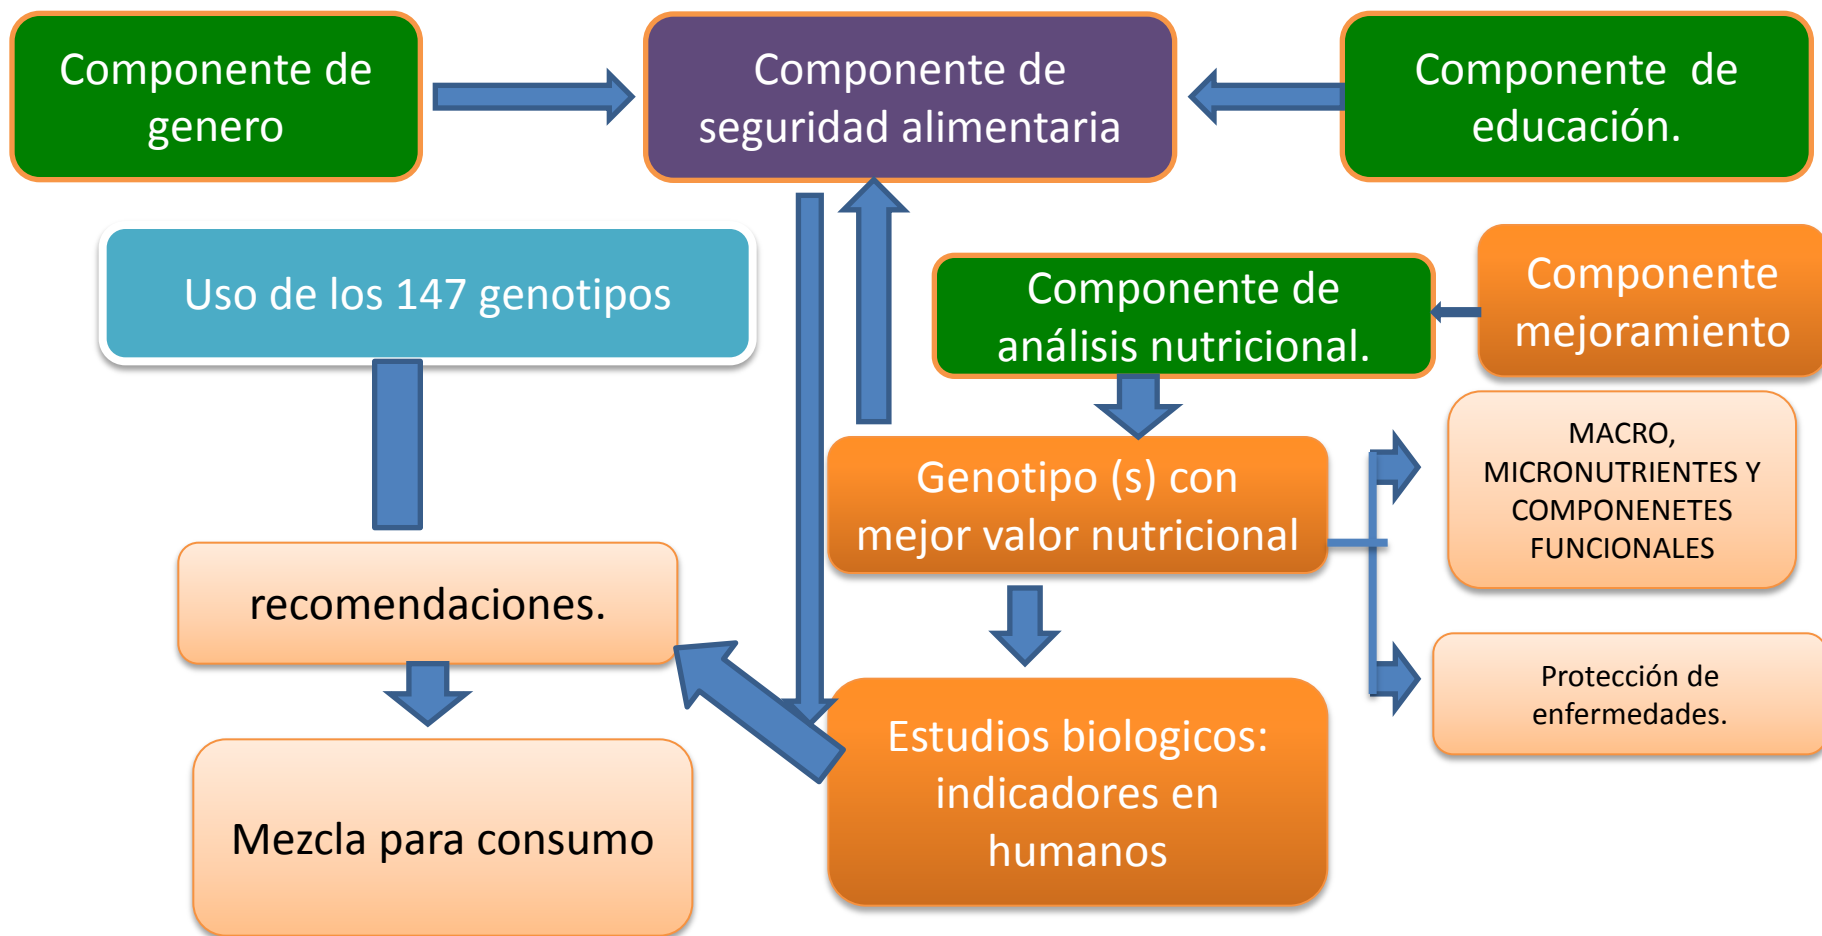 Componente de
genero
Componente de
seguridad alimentaria
Componente de
educación.
Uso de los 147 genotipos
Componente de
análisis nutricional.
Componente
mejoramiento
MACRO,
MICRONUTRIENTES Y
COMPONENETES
FUNCIONALES
Genotipo (s) con
mejor valor nutricional
recomendaciones.
Protección de
enfermedades.
Estudios biologicos:
indicadores en
humanos
Mezcla para consumo